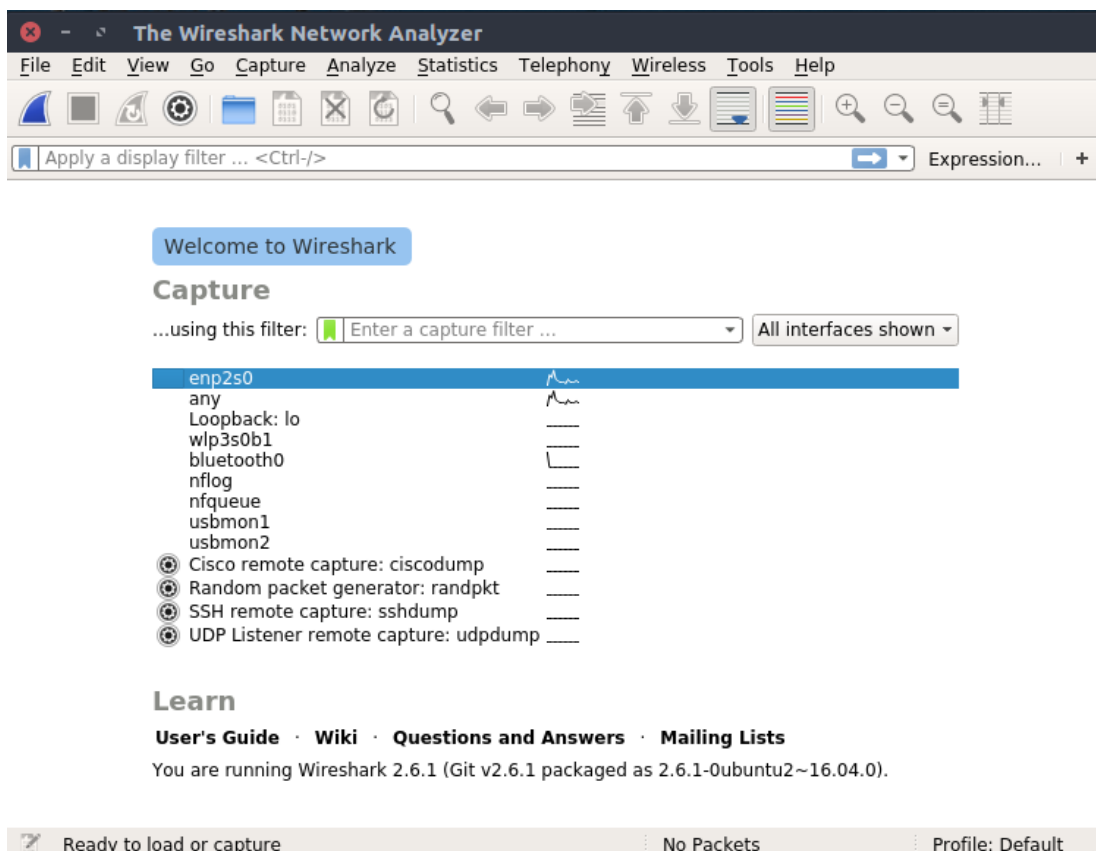 The Wireshark Network Analyzer
File Edit View Go Capture Analyze Statistics Telephony Wireless Tools Help
Apply a display filter ... <Ctrl-/> Expression... +
Welcome to Wireshark
Capture
...using this filter: Enter a capture filter ... All interfaces shown
enp2s0
any
Loopback: lo
wlp3s0b1
bluetooth0
nflog
nfqueue
usbmon1
usbmon2
Cisco remote capture: ciscodump
Random packet generator: randpkt
SSH remote capture: sshdump
UDP Listener remote capture: udpdump
Learn
User's Guide · Wiki · Questions and Answers · Mailing Lists
You are running Wireshark 2.6.1 (Git v2.6.1 packaged as 2.6.1-0ubuntu2~16.04.0).
Ready to load or capture No Packets Profile: Default